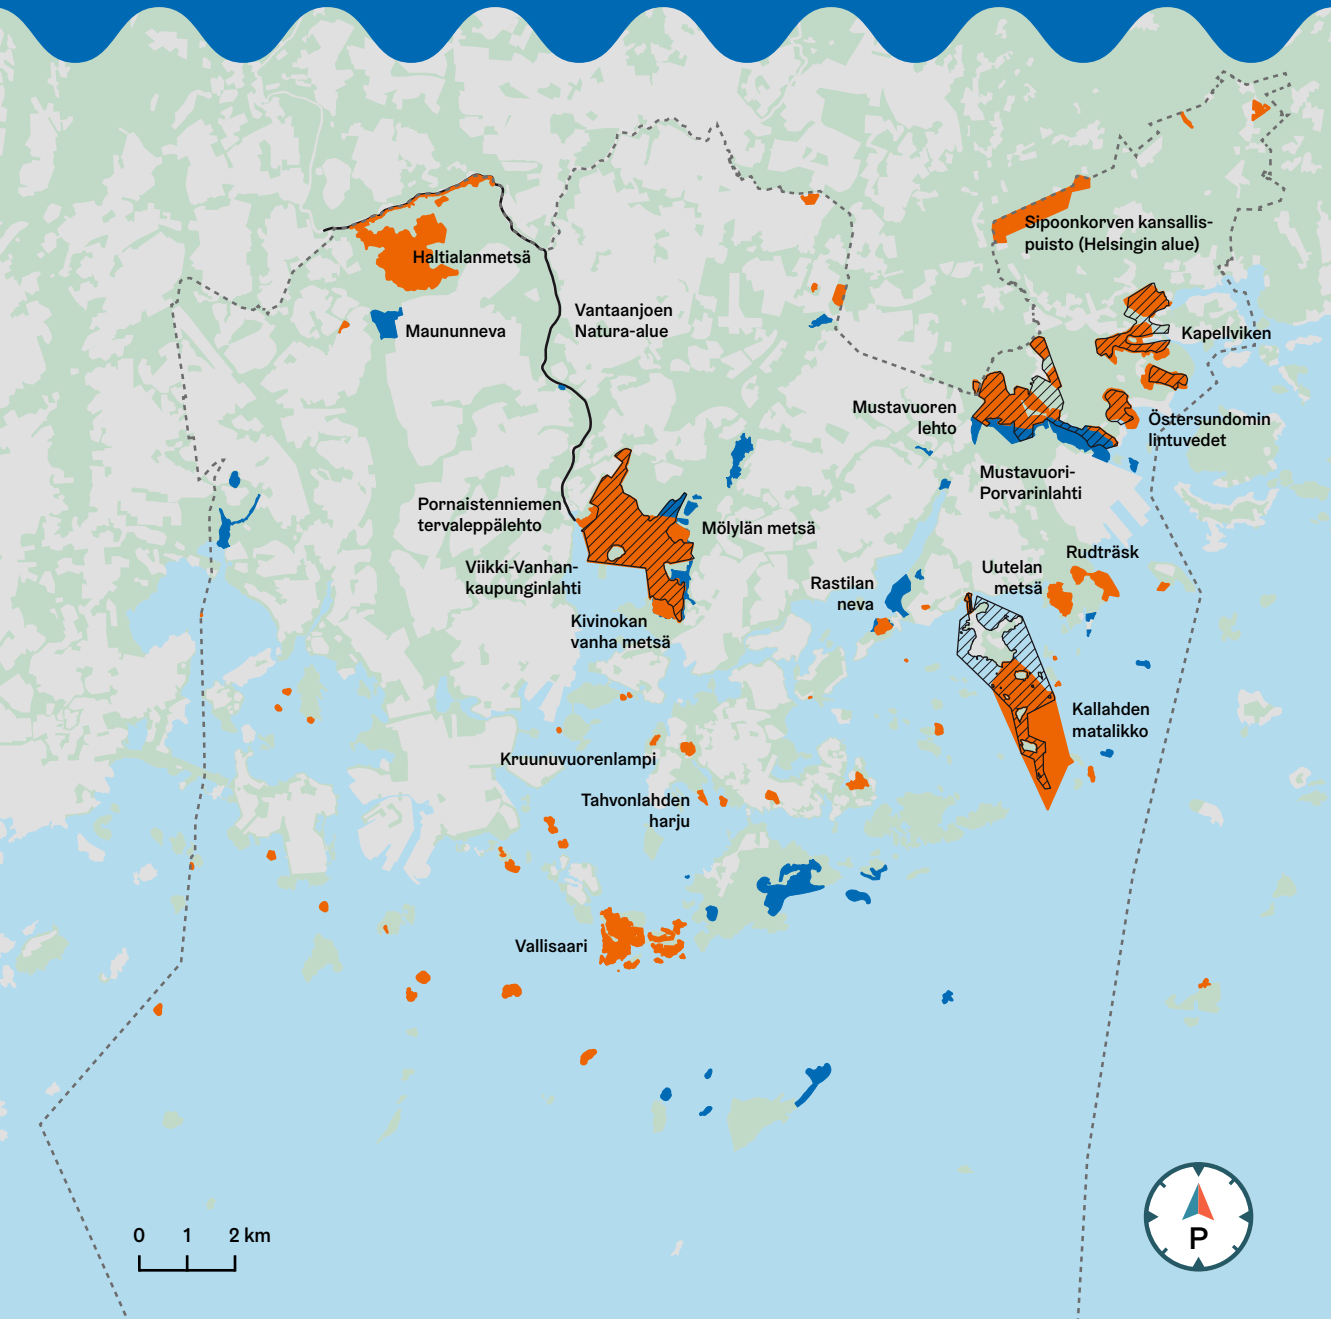 Sipoonkorven kansallis-
puisto (Helsingin alue)
Haltialanmetsä
Vantaanjoen
Natura-alue
Maununneva
Kapellviken
Mustavuoren
lehto
Östersundomin
lintuvedet
Mustavuori-
Porvarinlahti
Pornaistenniemen
tervaleppälehto
Mölylän metsä
Viikki-Vanhan-
kaupunginlahti
Rudträsk
Uutelan
metsä
Rastilan
neva
Kivinokan
vanha metsä
Kallahden
matalikko
Kruunuvuorenlampi
Tahvonlahden
harju
Vallisaari
0 1 2 km
P